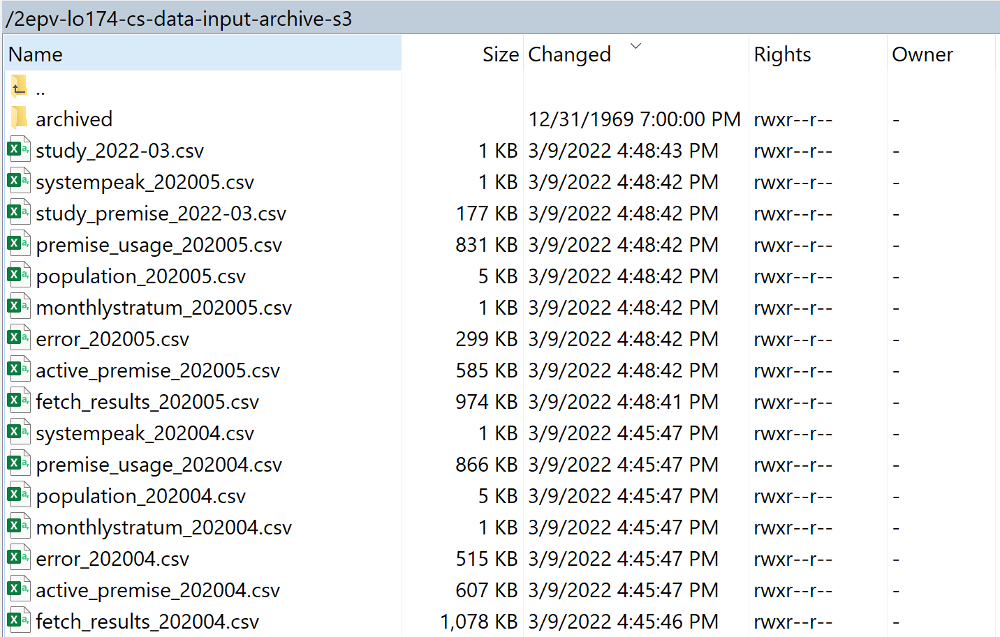 /2epv-lo174-cs-data-input-archive-s3
Name Size Changed Rights Owner
..
archived 12/31/1969 7:00:00 PM rwxr--r-- -
study_2022-03.csv 1 KB 3/9/2022 4:48:43 PM rwxr--r-- -
systempeak_202005.csv 1 KB 3/9/2022 4:48:42 PM rwxr--r-- -
study_premise_2022-03.csv 177 KB 3/9/2022 4:48:42 PM rwxr--r-- -
premise_usage_202005.csv 831 KB 3/9/2022 4:48:42 PM rwxr--r-- -
population_202005.csv 5 KB 3/9/2022 4:48:42 PM rwxr--r-- -
monthlystratum_202005.csv 1 KB 3/9/2022 4:48:42 PM rwxr--r-- -
error_202005.csv 299 KB 3/9/2022 4:48:42 PM rwxr--r-- -
active_premise_202005.csv 585 KB 3/9/2022 4:48:42 PM rwxr--r-- -
fetch_results_202005.csv 974 KB 3/9/2022 4:48:41 PM rwxr--r-- -
systempeak_202004.csv 1 KB 3/9/2022 4:45:47 PM rwxr--r-- -
premise_usage_202004.csv 866 KB 3/9/2022 4:45:47 PM rwxr--r-- -
population_202004.csv 5 KB 3/9/2022 4:45:47 PM rwxr--r-- -
monthlystratum_202004.csv 1 KB 3/9/2022 4:45:47 PM rwxr--r-- -
error_202004.csv 515 KB 3/9/2022 4:45:47 PM rwxr--r-- -
active_premise_202004.csv 607 KB 3/9/2022 4:45:47 PM rwxr--r-- -
fetch_results_202004.csv 1,078 KB 3/9/2022 4:45:46 PM rwxr--r-- -